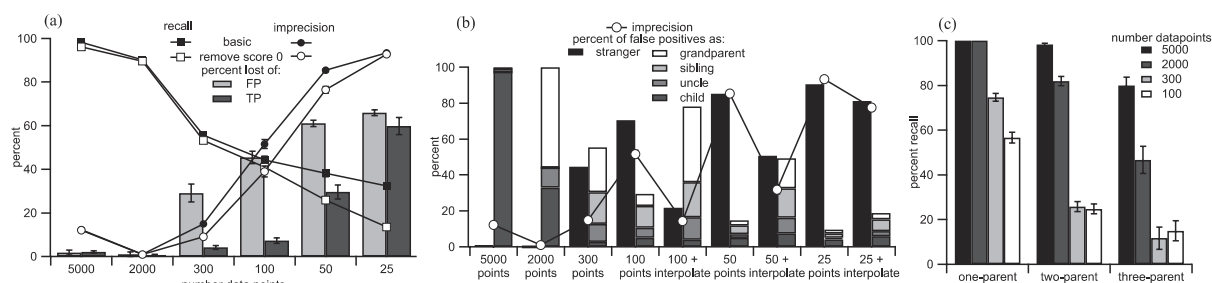 (a)
recall
imprecision
basic
remove score 0
percent lost of:
FP
TP
percent
100
80
60
40
20
0
5000
2000
300
100
50
25
(b)
imprecision
percent of false positives as:
stranger
grandparent
sibling
uncle
child
percent
100
80
60
40
20
0
5000 2000 300 100 100 + 50 50 + 25 25 +
points points points points interpolate points interpolate points interpolate
(c)
number datapoints
5000
2000
300
100
percent recall
100
80
60
40
20
0
one-parent
two-parent
three-parent